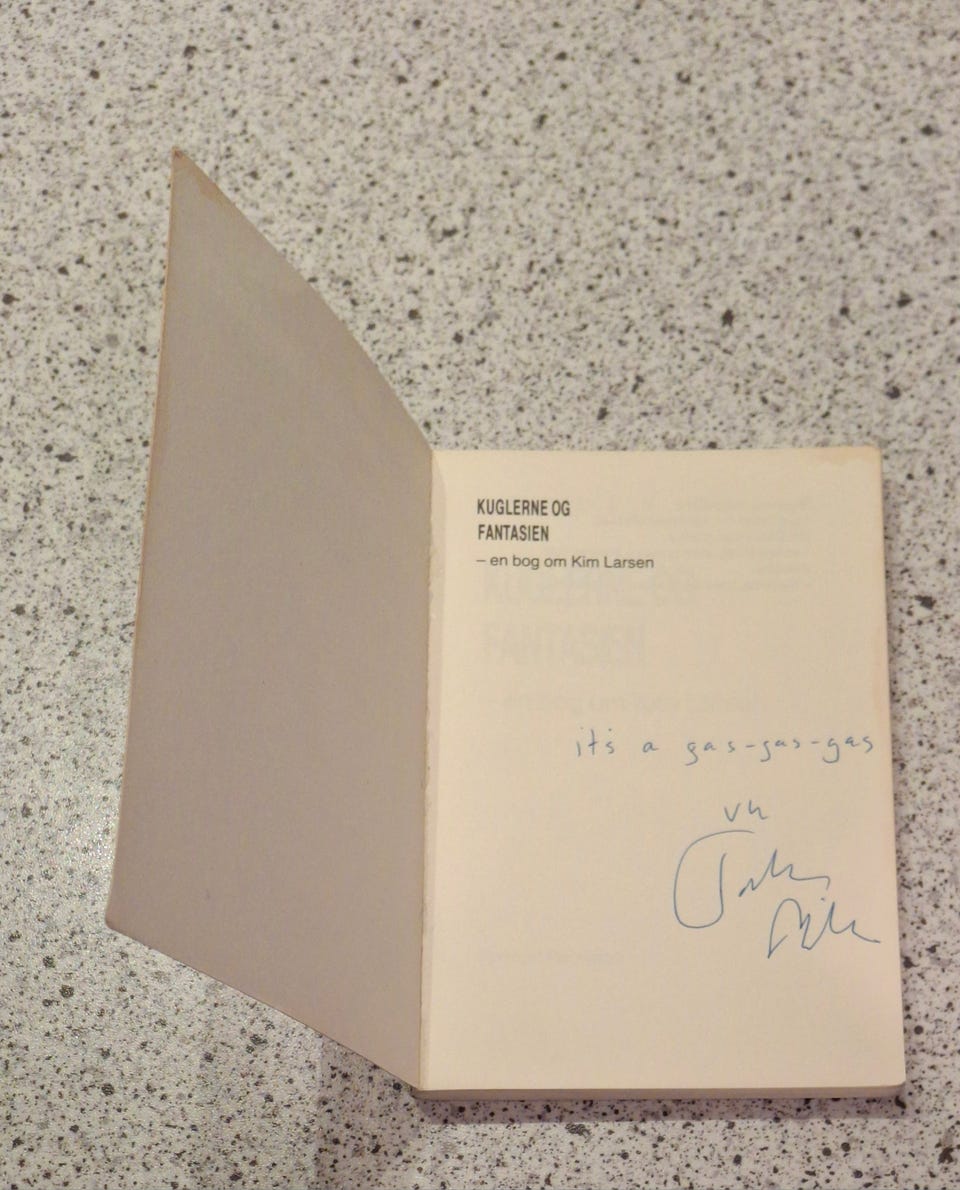 KUGLERNE OG
FANTASIEN
– en bog om Kim Larsen
it's a gas-gas-gas
vh